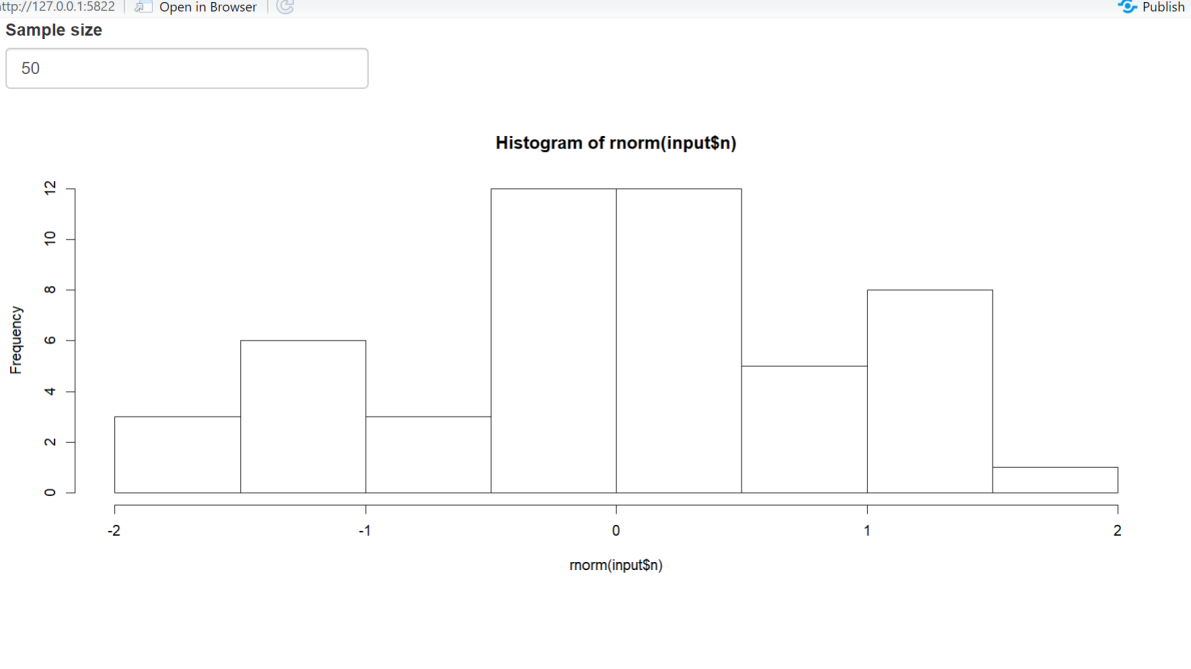 ttp://127.0.0.1:5822 Open in Browser Publish
Sample size
50
Histogram of rnorm(input$n)
12
10
8
6
4
2
0
Frequency
-2 -1 0 1 2
rnorm(input$n)